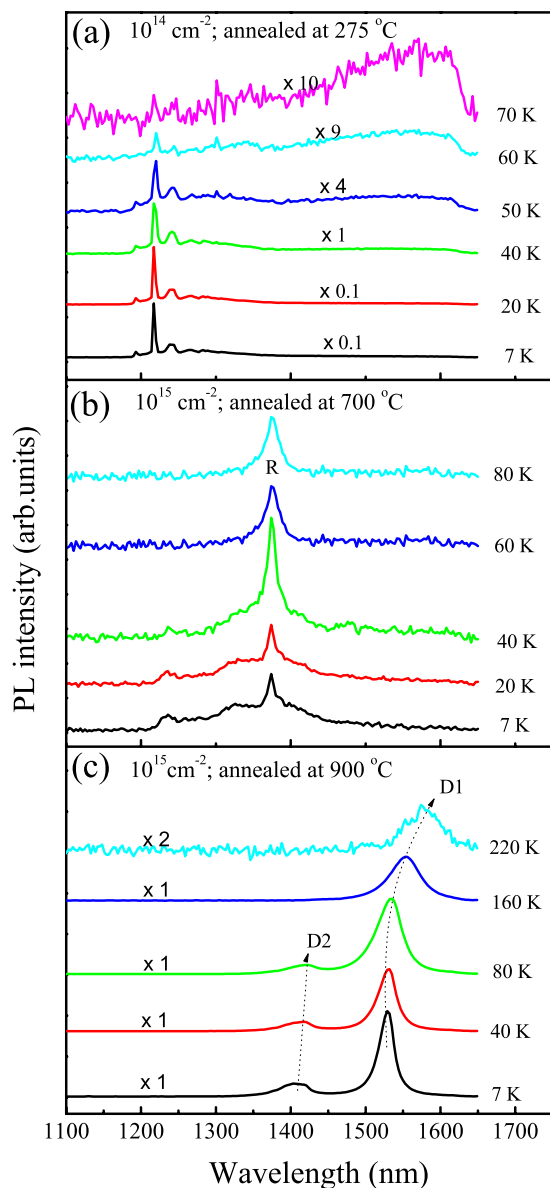 (a) 10¹⁴ cm⁻²; annealed at 275 °C
x 10
70 K
x 9
60 K
x 4
50 K
x 1
40 K
x 0.1
20 K
x 0.1
7 K
(b) 10¹⁵ cm⁻²; annealed at 700 °C
R
80 K
60 K
40 K
20 K
7 K
(c) 10¹⁵cm⁻²; annealed at 900 °C
D1
x 2
220 K
x 1
160 K
D2
x 1
80 K
x 1
40 K
x 1
7 K
PL intensity (arb.units)
1100 1200 1300 1400 1500 1600 1700
Wavelength (nm)